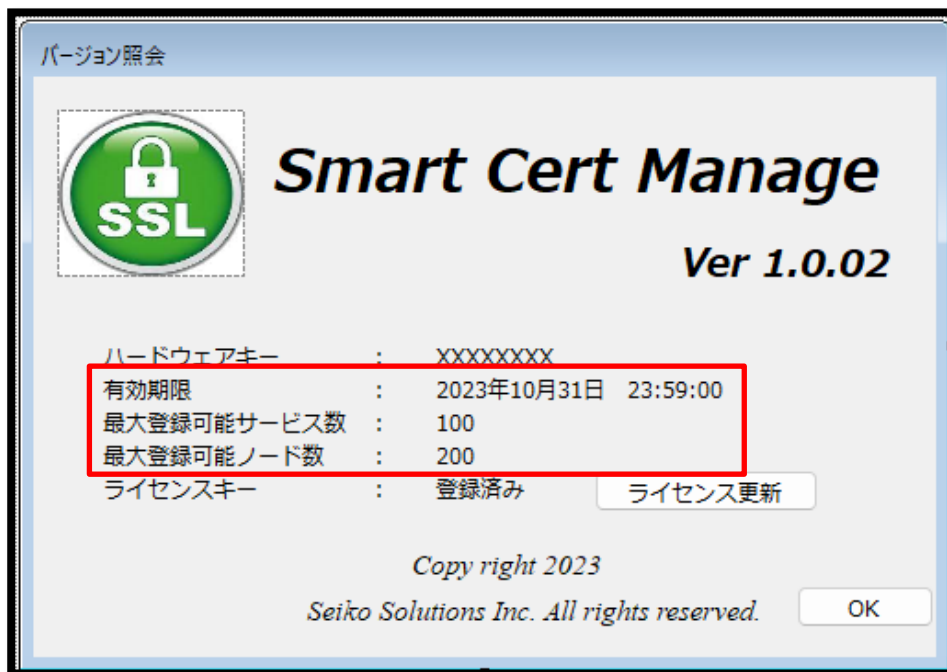 バージョン照会
SSL
Smart Cert Manage
Ver 1.0.02
ハードウェアキー : XXXXXXXX
有効期限 : 2023年10月31日 23:59:00
最大登録可能サービス数 : 100
最大登録可能ノード数 : 200
ライセンスキー : 登録済み ライセンス更新
Copy right 2023
Seiko Solutions Inc. All rights reserved. OK